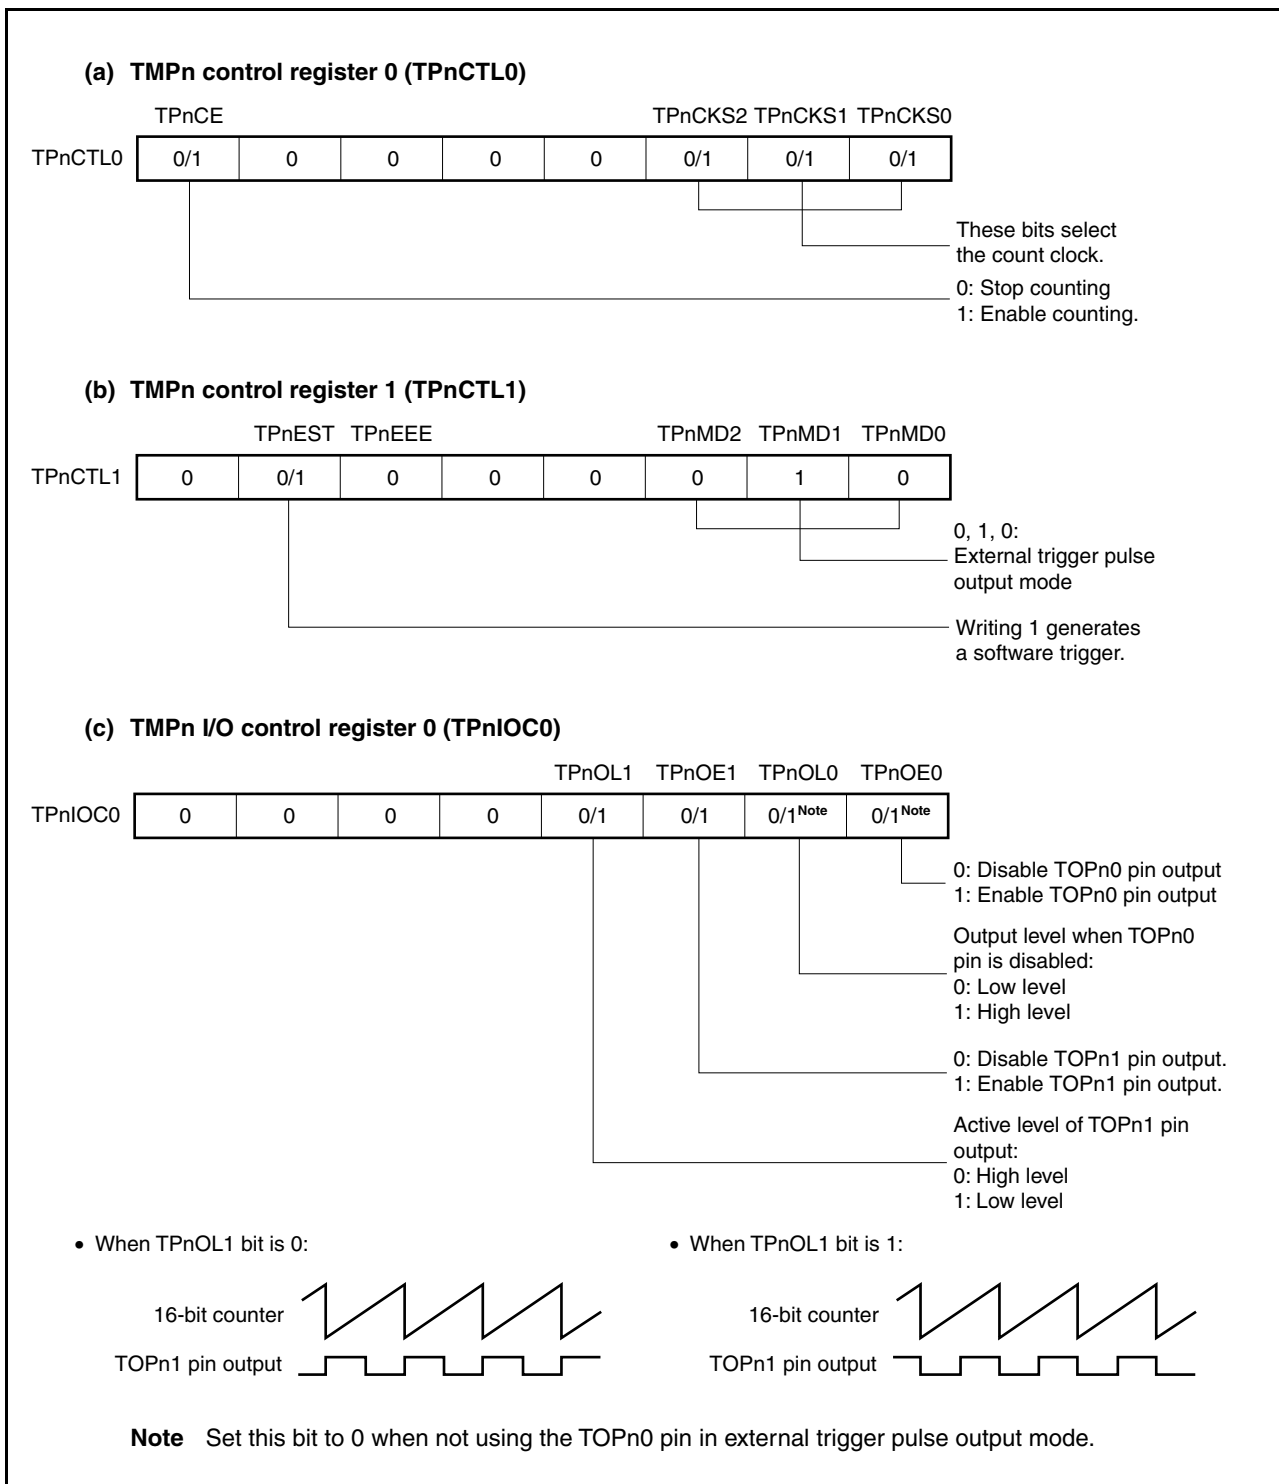 (a) TMPn control register 0 (TPnCTL0)
TPnCE TPnCKS2 TPnCKS1 TPnCKS0
TPnCTL0 0/1 0 0 0 0 0/1 0/1 0/1
These bits select
the count clock.
0: Stop counting
1: Enable counting.
(b) TMPn control register 1 (TPnCTL1)
TPnEST TPnEEE TPnMD2 TPnMD1 TPnMD0
TPnCTL1 0 0/1 0 0 0 0 1 0
0, 1, 0:
External trigger pulse
output mode
Writing 1 generates
a software trigger.
(c) TMPn I/O control register 0 (TPnIOC0)
TPnOL1 TPnOE1 TPnOL0 TPnOE0
TPnIOC0 0 0 0 0 0/1 0/1 0/1Note 0/1Note
0: Disable TOPn0 pin output
1: Enable TOPn0 pin output
Output level when TOPn0
pin is disabled:
0: Low level
1: High level
0: Disable TOPn1 pin output.
1: Enable TOPn1 pin output.
Active level of TOPn1 pin
output:
0: High level
1: Low level
• When TPnOL1 bit is 0:
16-bit counter
TOPn1 pin output
• When TPnOL1 bit is 1:
16-bit counter
TOPn1 pin output
Note Set this bit to 0 when not using the TOPn0 pin in external trigger pulse output mode.